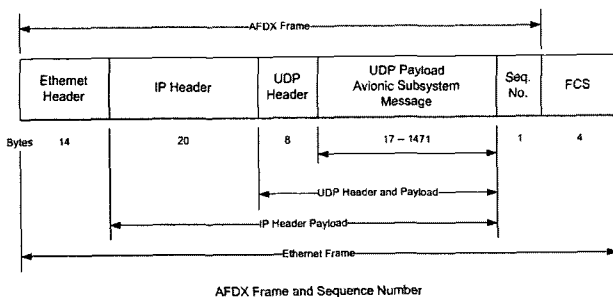 AFDX Frame
Ethernet Header
IP Header
UDP Header
UDP Payload Avionic Subsystem Message
Seq. No.
FCS
Bytes 14 20 8 17 – 1471 1 4
UDP Header and Payload
IP Header Payload
Ethernet Frame
AFDX Frame and Sequence Number